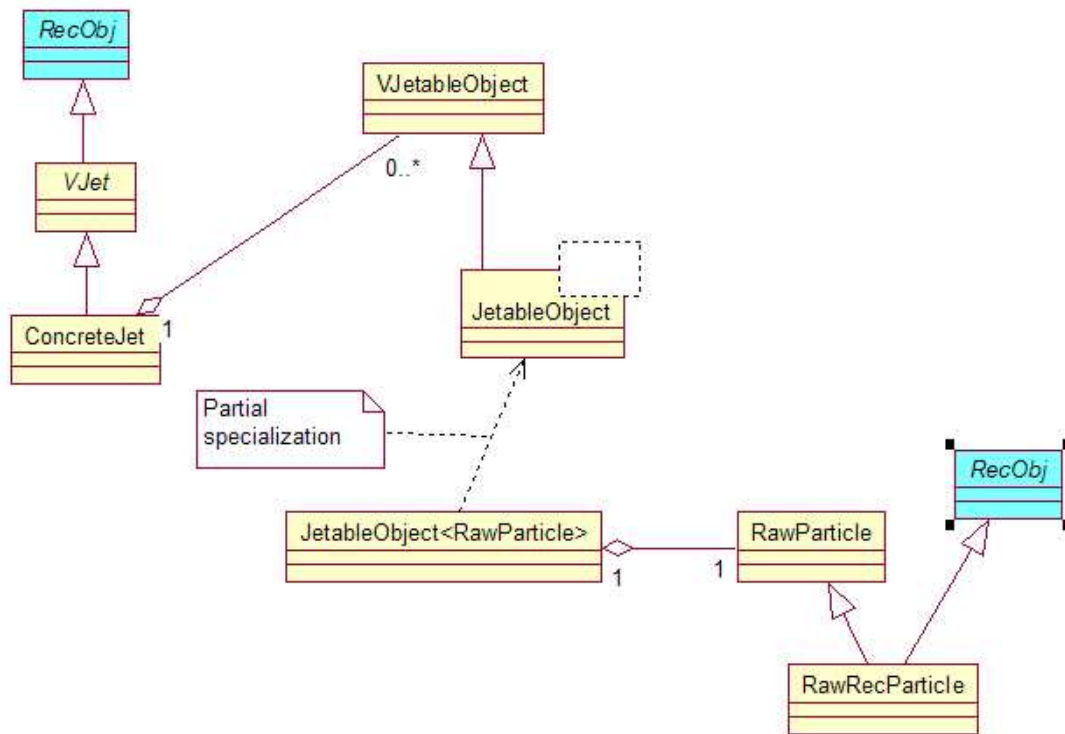 RecObj
VJetableObject
0..*
VJet
JetableObject
ConcreteJet
1
Partial
specialization
RecObj
JetableObject<RawParticle>
1
1
RawParticle
RawRecParticle